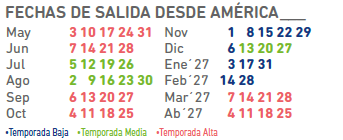 FECHAS DE SALIDA DESDE AMÉRICA___
May 3 10 17 24 31 Nov 1 8 15 22 29
Jun 7 14 21 28 Dic 6 13 20 27
Jul 5 12 19 26 Ene´27 3 17 31
Ago 2 9 16 23 30 Feb´27 14 28
Sep 6 13 20 27 Mar´27 7 14 21 28
Oct 4 11 18 25 Ab´27 4 11 18 25
•Temporada Baja •Temporada Media •Temporada Alta